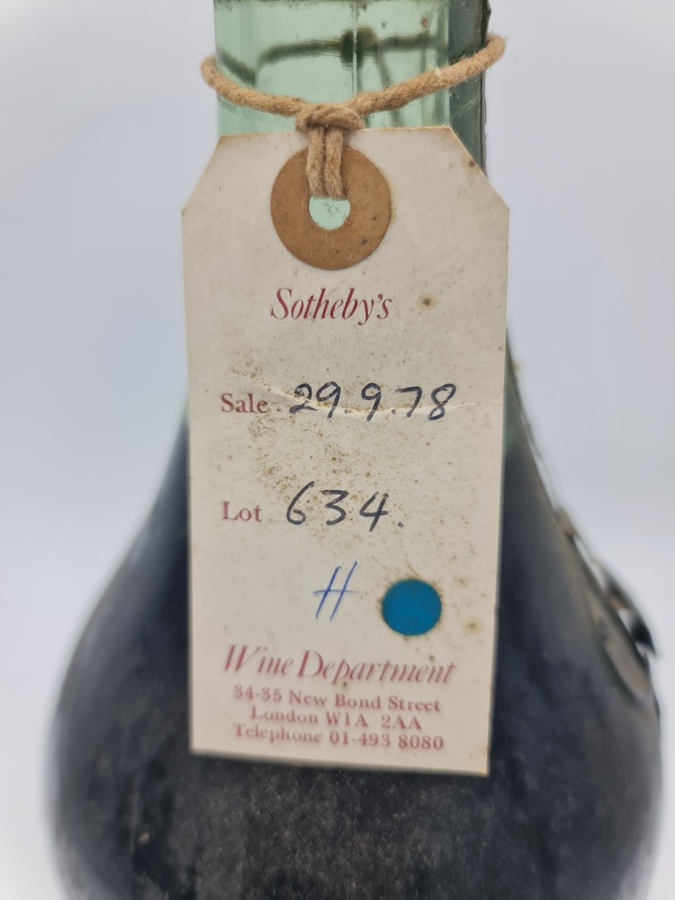 Sotheby's
Sale 29.9.78
Lot 634.
H
Wine Department
34-35 New Bond Street
London W1A 2AA
Telephone 01-493 8080